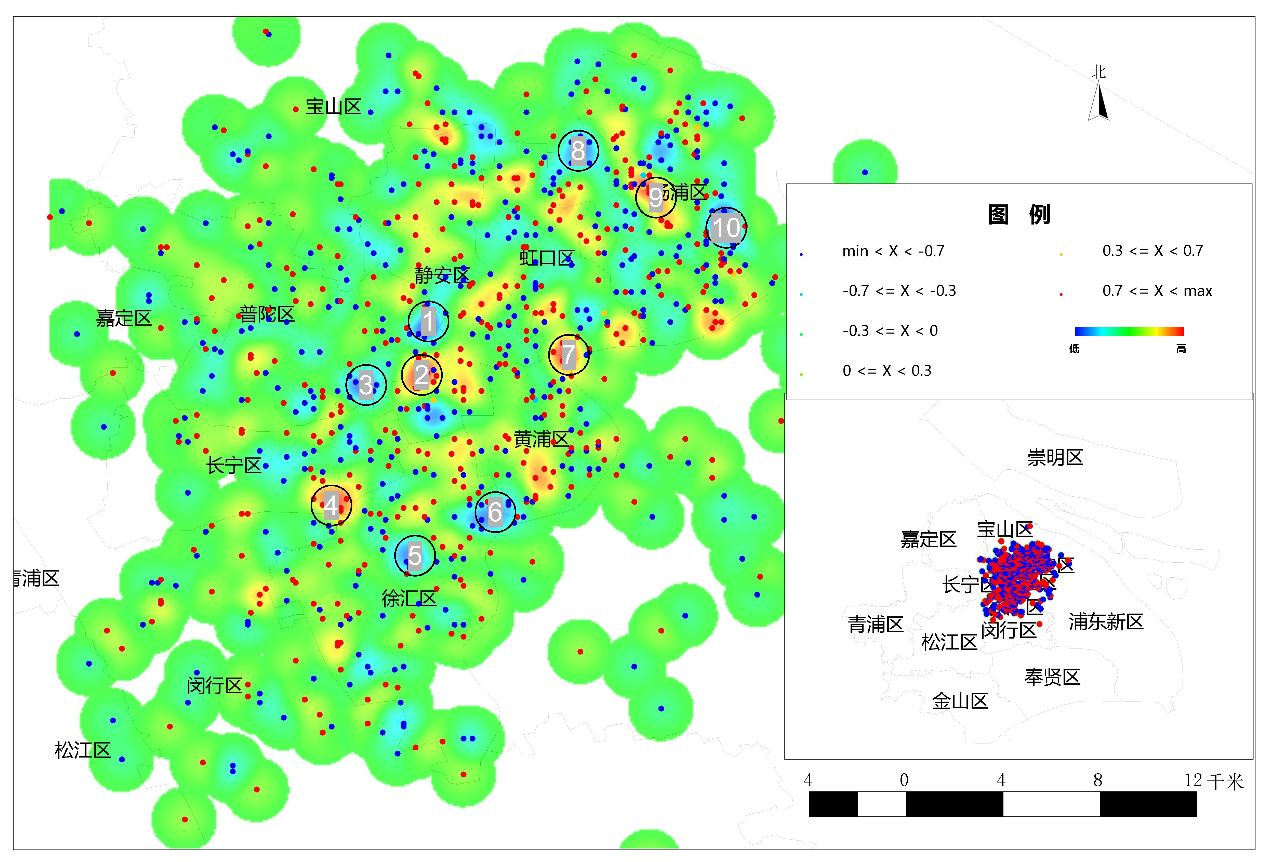 北
宝山区
8
9
杨浦区
10
虹口区
静安区
嘉定区
普陀区
1
7
2
3
黄浦区
长宁区
4
6
5
青浦区
徐汇区
闵行区
松江区
图 例
min < X < -0.7
0.3 <= X < 0.7
-0.7 <= X < -0.3
0.7 <= X < max
-0.3 <= X < 0
低
高
0 <= X < 0.3
崇明区
宝山区
嘉定区
区
长宁区
区
区
青浦区
闵行区
浦东新区
松江区
奉贤区
金山区
4 0 4 8 12 千米